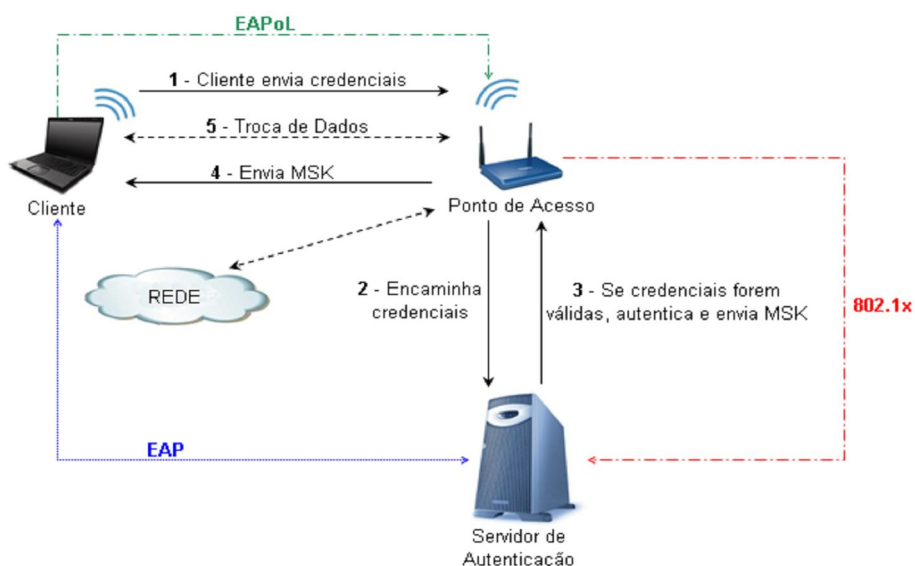 EAPoL
1 - Cliente envia credenciais
5 - Troca de Dados
4 - Envia MSK
Cliente
Ponto de Acesso
REDE
2 - Encaminha
credenciais
3 - Se credenciais forem
válidas, autentica e envia MSK
802.1x
EAP
Servidor de
Autenticação